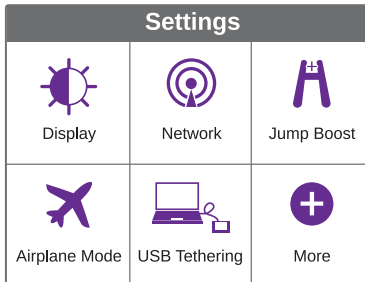 Settings
Display
Network
Jump Boost
Airplane Mode
USB Tethering
More